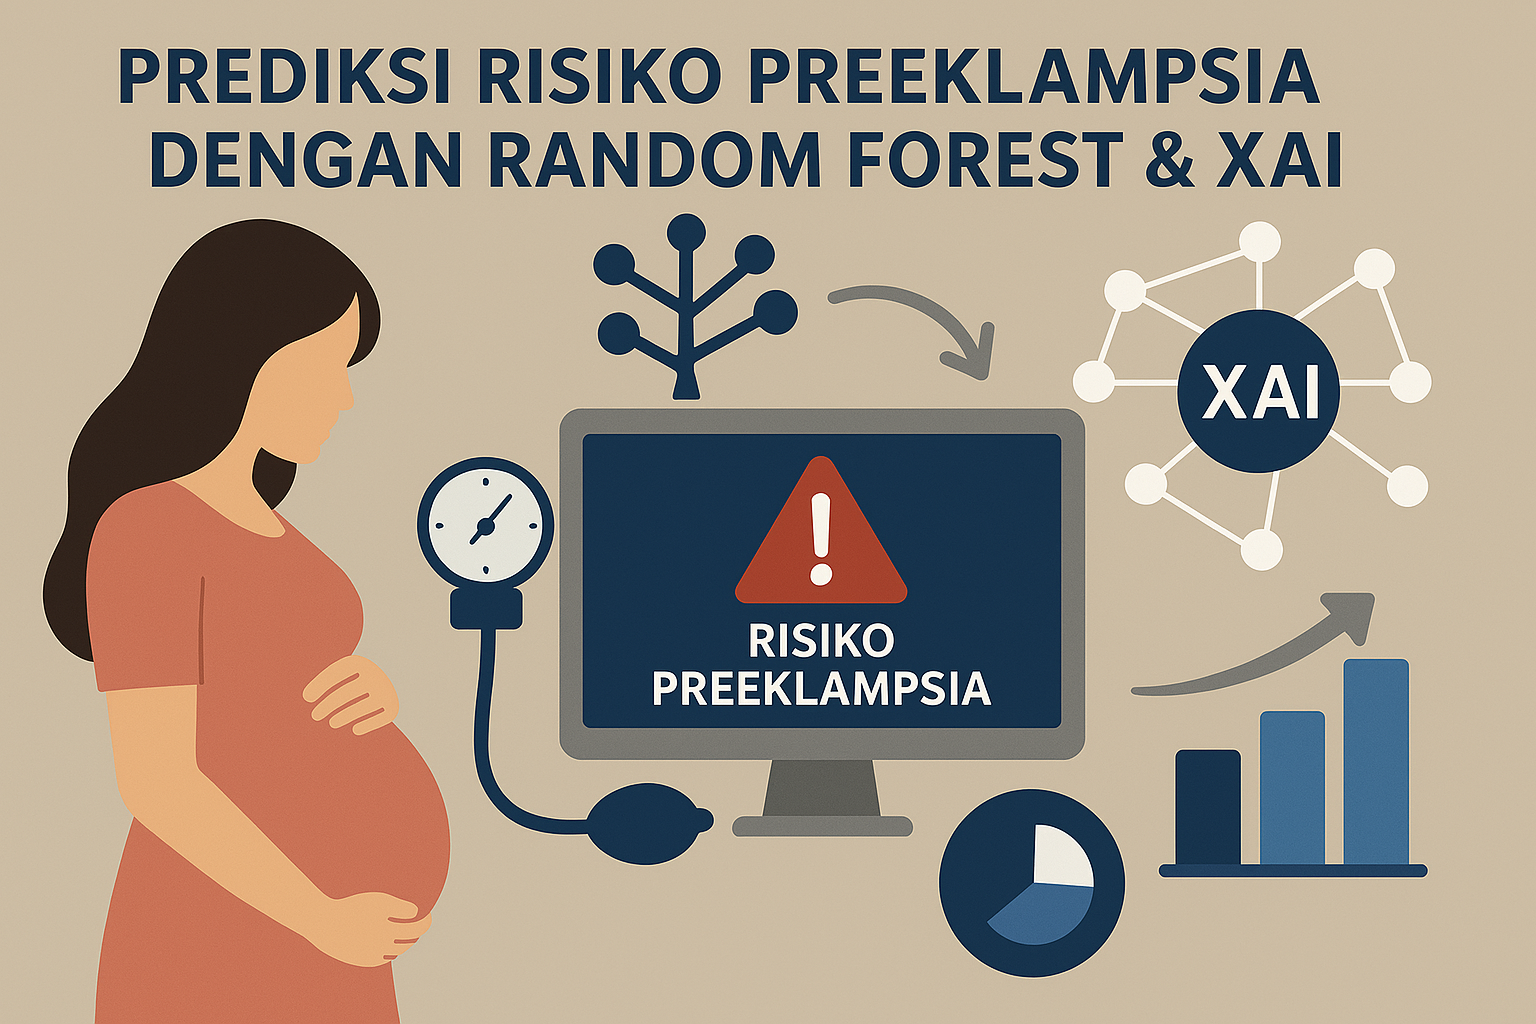 PREDIKSI RISIKO PREEKLAMPSIA
DENGAN RANDOM FOREST & XAI
XAI
RISIKO
PREEKLAMPSIA